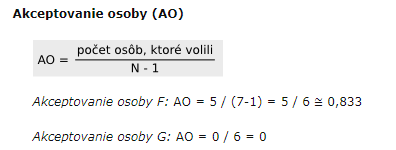 Akceptovanie osoby (AO)
AO = počet osôb, ktoré volili / N - 1
Akceptovanie osoby F: AO = 5 / (7-1) = 5 / 6 ≅ 0,833
Akceptovanie osoby G: AO = 0 / 6 = 0